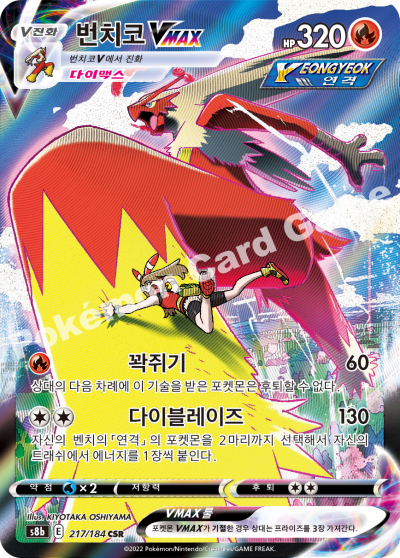 V진화 번치코 VMAX HP 320
번치코V에서 진화
다이맥스
YEONGYEOK
연격
Pokémon Card Game
꽉쥐기 60
상대의 다음 차례에 이 기술을 받은 포켓몬은 후퇴할 수 없다.
다이블레이즈 130
자신의 벤치의 「연격」의 포켓몬을 2마리까지 선택해서 자신의
트래쉬에서 에너지를 1장씩 붙인다.
약점 ×2 저항력 후퇴
Illus. KIYOTAKA OSHIYAMA
s8b E 217/184 CSR
VMAX룰
포켓몬 VMAX가 기절한 경우 상대는 프라이즈를 3장 가져간다.
©2022 Pokémon/Nintendo/Creatures/GAME FREAK.